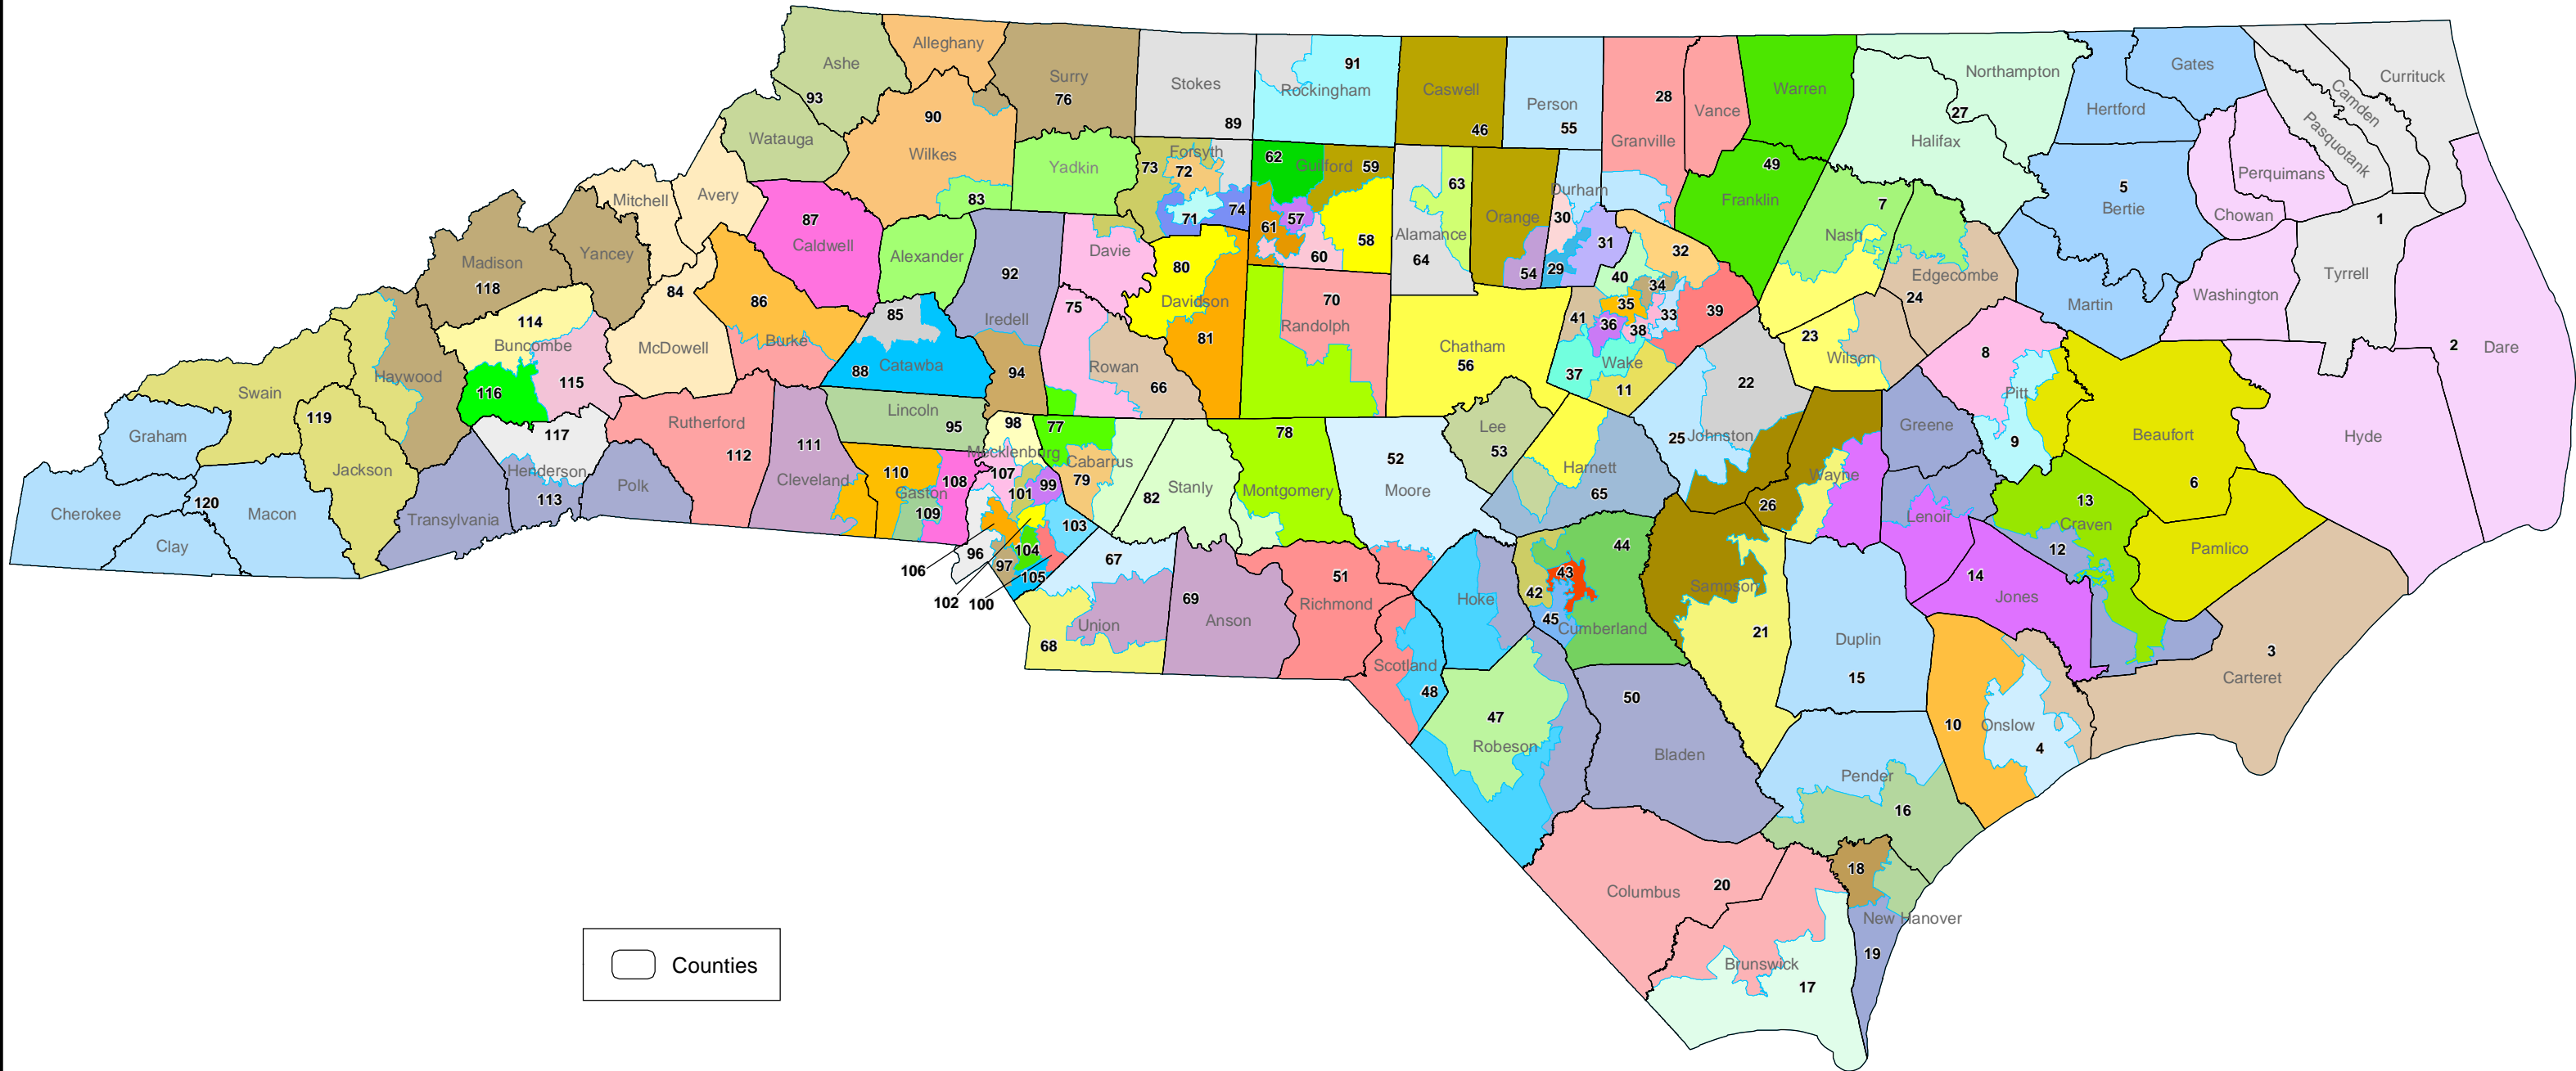 Alleghany
Ashe
93
Surry
76
Stokes
89
91
Rockingham
Caswell
46
Person
55
28
Vance
Granville
Warren
Northampton
27
Halifax
Hertford
Gates
Camden
Pasquotank
Currituck
Watauga
90
Wilkes
Yadkin
83
73
Forsyth
72
71
74
62
Guilford
59
61
57
60
58
63
Alamance
64
Orange
54
Durham
30
29
31
32
40
49
Franklin
7
Nash
Edgecombe
24
5
Bertie
Martin
Perquimans
Chowan
Washington
1
Tyrrell
2
Dare
Mitchell
Avery
87
Caldwell
Alexander
92
Iredell
Davie
75
80
Davidson
81
70
Randolph
Chatham
56
34
35
33
39
41
36
38
Wake
37
11
22
25
Johnston
23
Wilson
8
Pitt
9
Madison
118
Yancey
84
McDowell
86
Burke
85
88
Catawba
94
Rowan
66
114
Buncombe
115
116
Haywood
Swain
119
Jackson
Graham
Cherokee
120
Macon
Clay
117
Henderson
113
Transylvania
Polk
Rutherford
112
111
Cleveland
Lincoln
95
110
Gaston
109
108
98
Mecklenburg
107
101
99
103
77
Cabarrus
79
82
Stanly
78
Montgomery
52
Moore
Lee
53
Harnett
65
Wayne
26
Greene
Lenoir
Beaufort
6
13
Craven
12
Pamlico
Hyde
106
96
97
104
105
102
100
67
Union
68
69
Anson
51
Richmond
Scotland
48
Hoke
42
43
44
45
Cumberland
Sampson
21
Duplin
15
14
Jones
3
Carteret
10
Onslow
4
47
Robeson
50
Bladen
Pender
16
18
New Hanover
19
Columbus
20
Brunswick
17
Counties